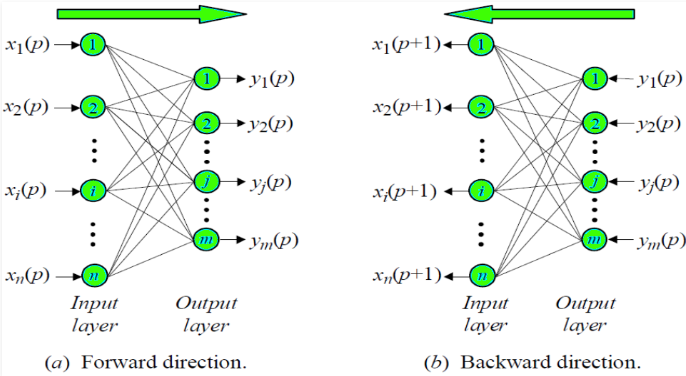 x1(p) 1
1 y1(p)
x2(p) 2
2 y2(p)
xi(p) i
j yj(p)
m ym(p)
xn(p) n
Input layer
Output layer
(a) Forward direction.
x1(p+1) 1
1 y1(p)
x2(p+1) 2
2 y2(p)
xi(p+1) i
j yj(p)
m ym(p)
xn(p+1) n
Input layer
Output layer
(b) Backward direction.